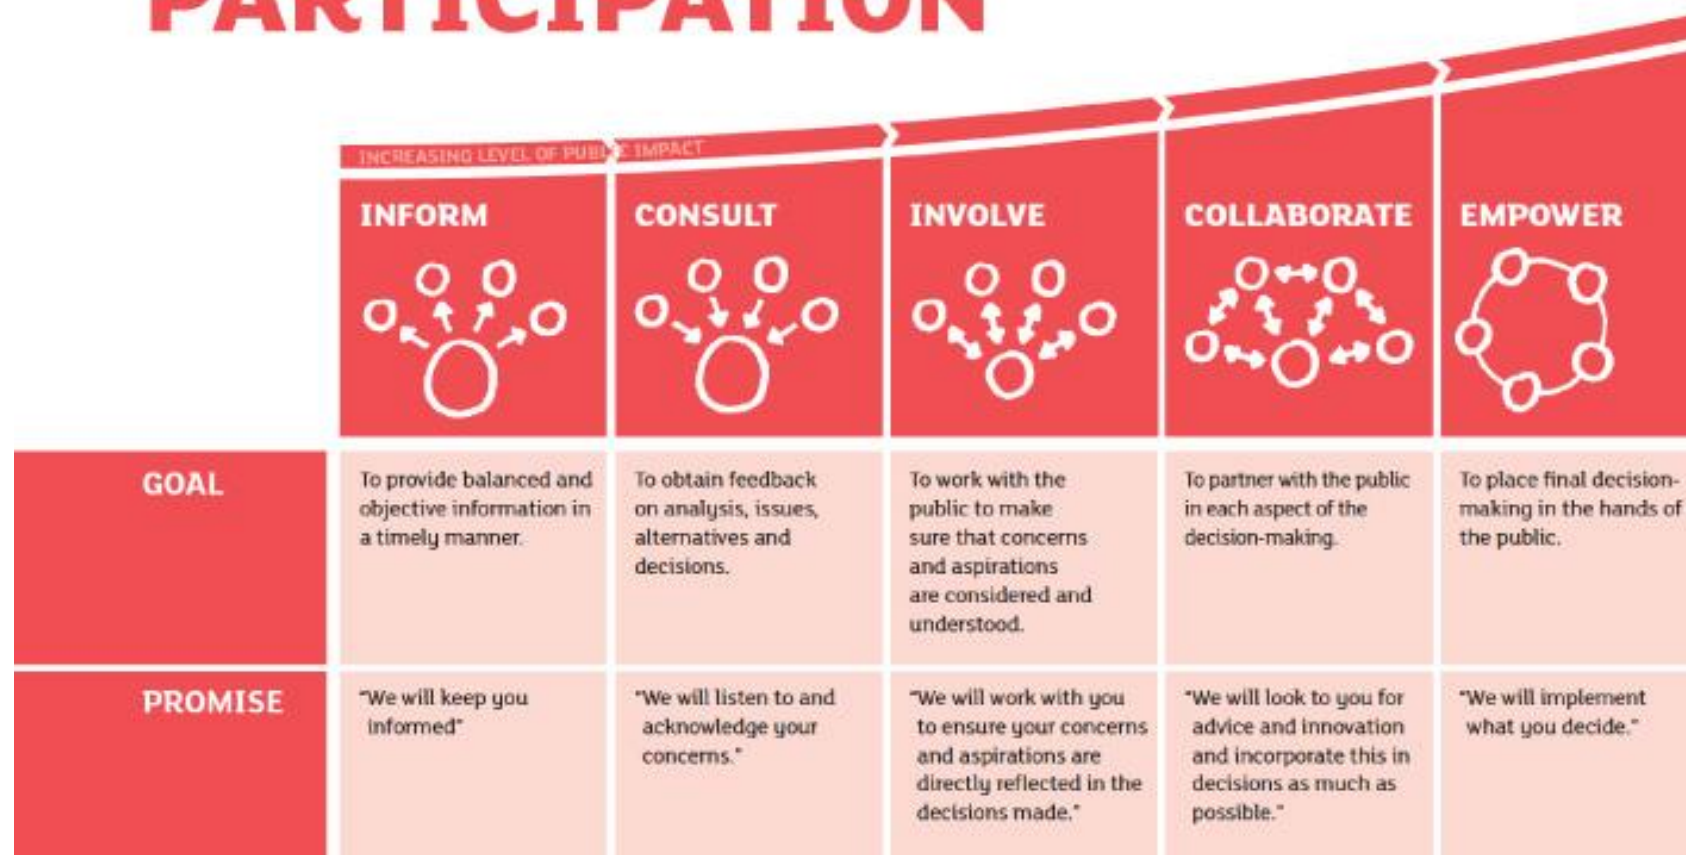 PARTICIPATION
INCREASING LEVEL OF PUBLIC IMPACT
INFORM
CONSULT
INVOLVE
COLLABORATE
EMPOWER
GOAL
To provide balanced and
objective information in
a timely manner.
To obtain feedback
on analysis, issues,
alternatives and
decisions.
To work with the
public to make
sure that concerns
and aspirations
are considered and
understood.
To partner with the public
in each aspect of the
decision-making.
To place final decision-
making in the hands of
the public.
PROMISE
"We will keep you
informed"
"We will listen to and
acknowledge your
concerns."
"We will work with you
to ensure your concerns
and aspirations are
directly reflected in the
decisions made."
"We will look to you for
advice and innovation
and incorporate this in
decisions as much as
possible."
"We will implement
what you decide."